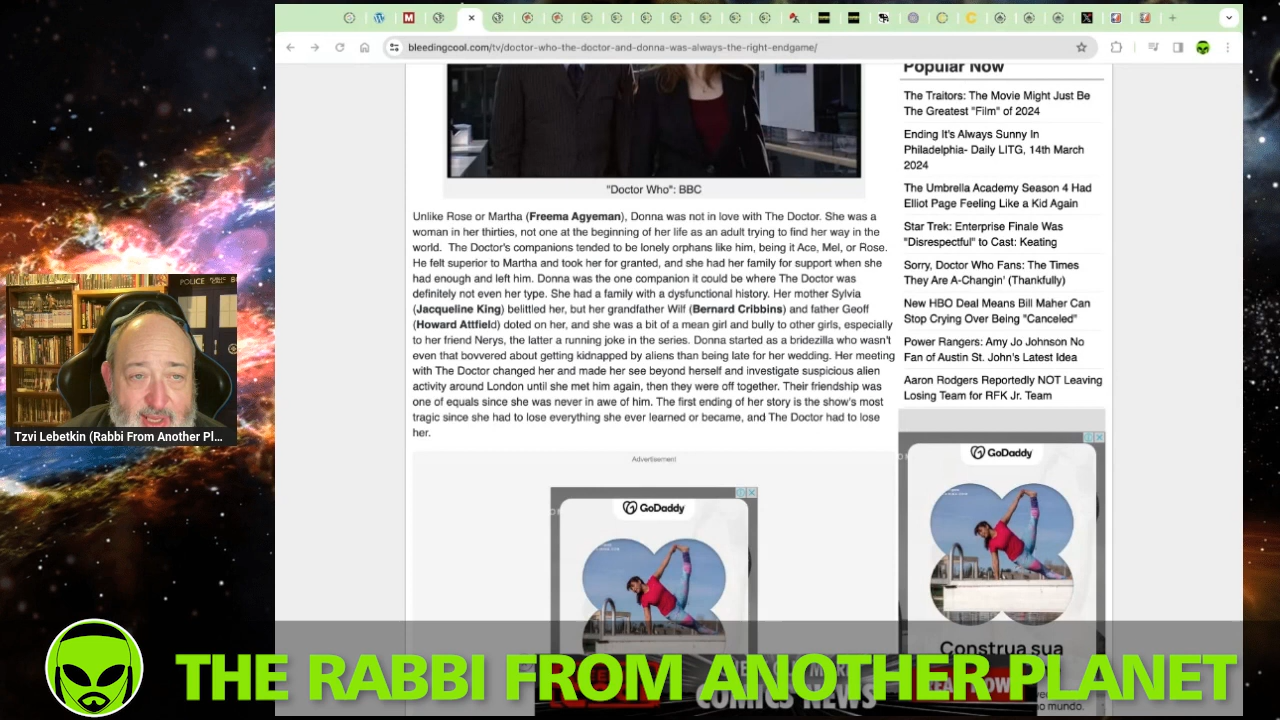 bleedingcool.com/tv/doctor-who-the-doctor-and-donna-was-always-the-right-endgame/
"Doctor Who": BBC
Unlike Rose or Martha (Freema Agyeman), Donna was not in love with The Doctor. She was a
woman in her thirties, not one at the beginning of her life as an adult trying to find her way in the
world. The Doctor's companions tended to be lonely orphans like him, being it Ace, Mel, or Rose.
He felt superior to Martha and took her for granted, and she had her family for support when she
had enough and left him. Donna was the one companion it could be where The Doctor was
definitely not even her type. She had a family with a dysfunctional history. Her mother Sylvia
(Jacqueline King) belittled her, but her grandfather Wilf (Bernard Cribbins) and father Geoff
(Howard Attfield) doted on her, and she was a bit of a mean girl and bully to other girls, especially
to her friend Nerys, the latter a running joke in the series. Donna started as a bridezilla who wasn't
even that bovvered about getting kidnapped by aliens than being late for her wedding. Her meeting
with The Doctor changed her and made her see beyond herself and investigate suspicious alien
activity around London until she met him again, then they were off together. Their friendship was
one of equals since she was never in awe of him. The first ending of her story is the show's most
tragic since she had to lose everything she ever learned or became, and The Doctor had to lose
her.
Advertisement
GoDaddy
Popular Now
The Traitors: The Movie Might Just Be
The Greatest "Film" of 2024
Ending It's Always Sunny In
Philadelphia- Daily LITG, 14th March
2024
The Umbrella Academy Season 4 Had
Elliot Page Feeling Like a Kid Again
Star Trek: Enterprise Finale Was
"Disrespectful" to Cast: Keating
Sorry, Doctor Who Fans: The Times
They Are A-Changin' (Thankfully)
New HBO Deal Means Bill Maher Can
Stop Crying Over Being "Canceled"
Power Rangers: Amy Jo Johnson No
Fan of Austin St. John's Latest Idea
Aaron Rodgers Reportedly NOT Leaving
Losing Team for RFK Jr. Team
GoDaddy
Construa sua
no mundo.
POLICE PUBLIC
Tzvi Lebetkin (Rabbi From Another Pl...
COMICS NEWS
NOW
THE RABBI FROM ANOTHER PLANET